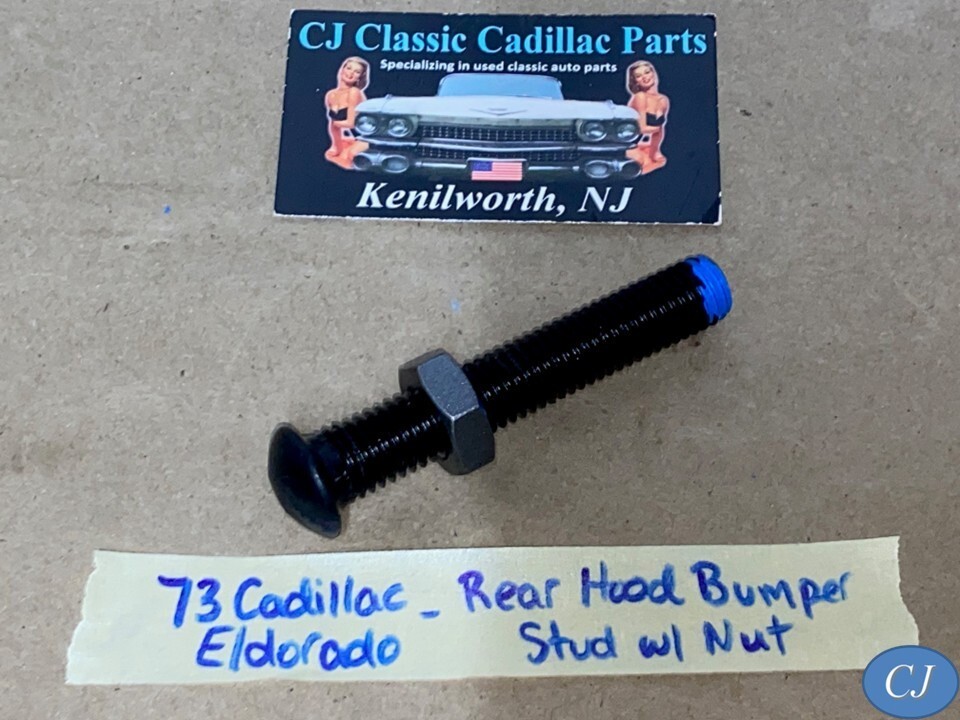 CJ Classic Cadillac Parts
Specializing in used classic auto parts
Kenilworth, NJ
73 Cadillac - Rear Hood Bumper
Eldorado Stud w/ Nut
CJ